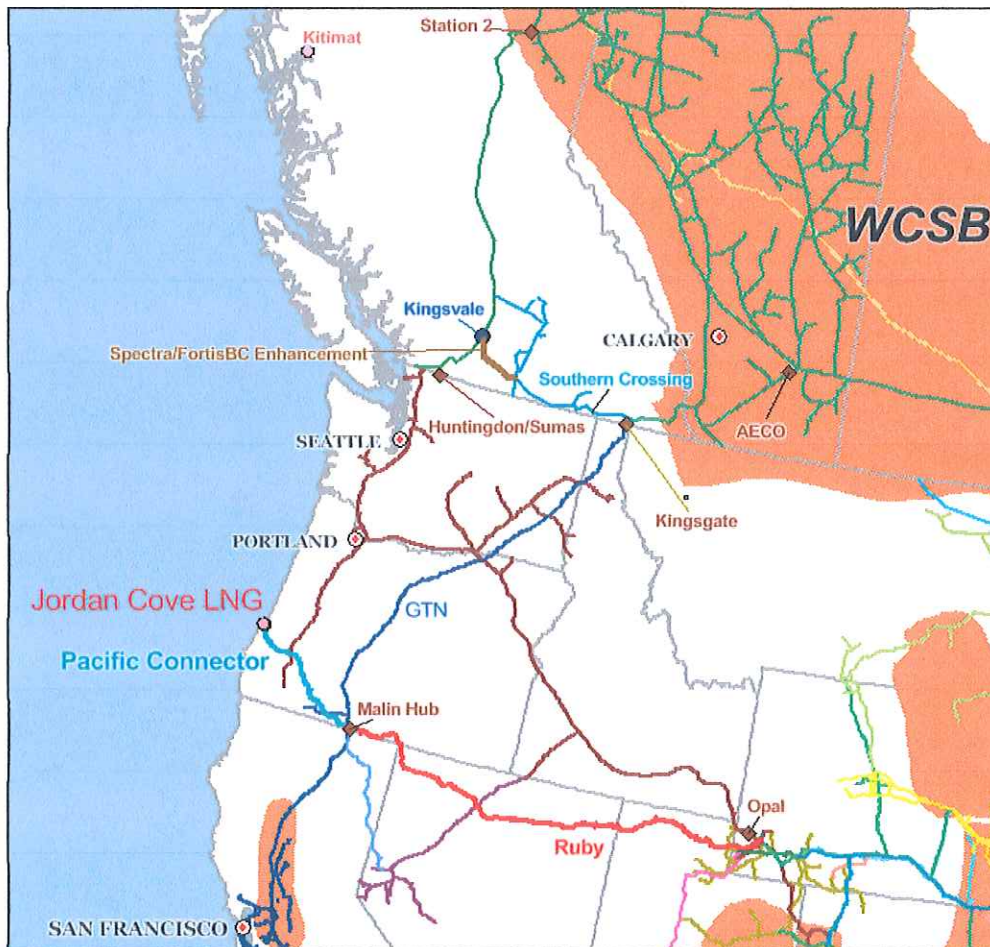 Station 2
Kitimat
WCSB
Kingsvale
CALGARY
Spectra/FortisBC Enhancement
Southern Crossing
Huntingdon/Sumas
AECO
SEATTLE
Kingsgate
PORTLAND
Jordan Cove LNG
GTN
Pacific Connector
Malin Hub
Opal
Ruby
SAN FRANCISCO